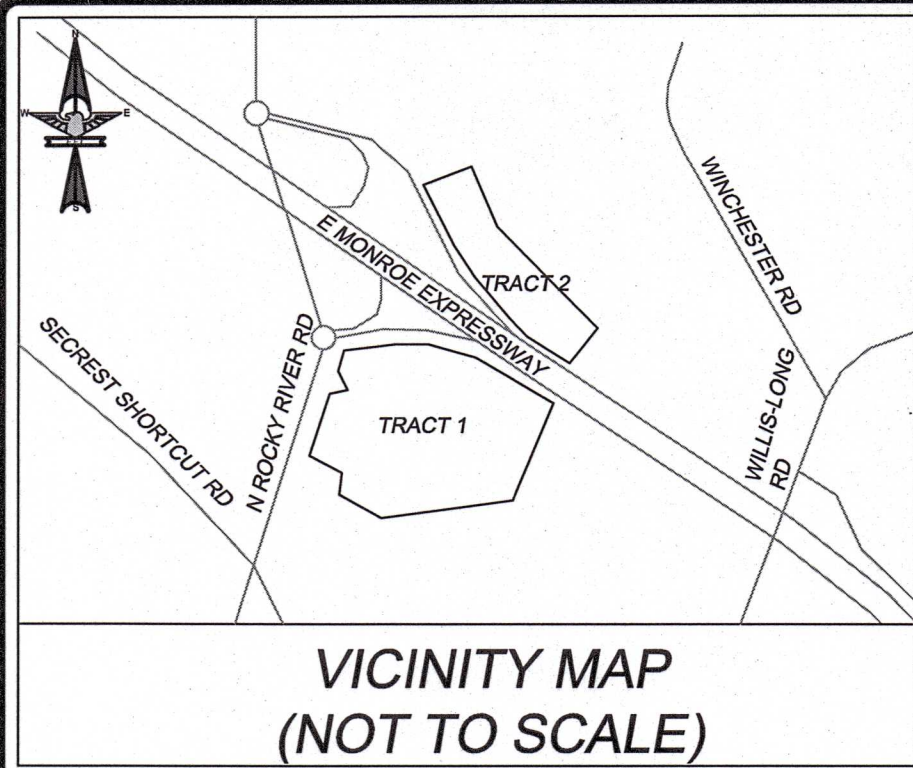 N
W
E
S
WINCHESTER RD
E MONROE EXPRESSWAY
TRACT 2
SECREST SHORTCUT RD
N ROCKY RIVER RD
TRACT 1
WILLIS-LONG
RD
VICINITY MAP
(NOT TO SCALE)